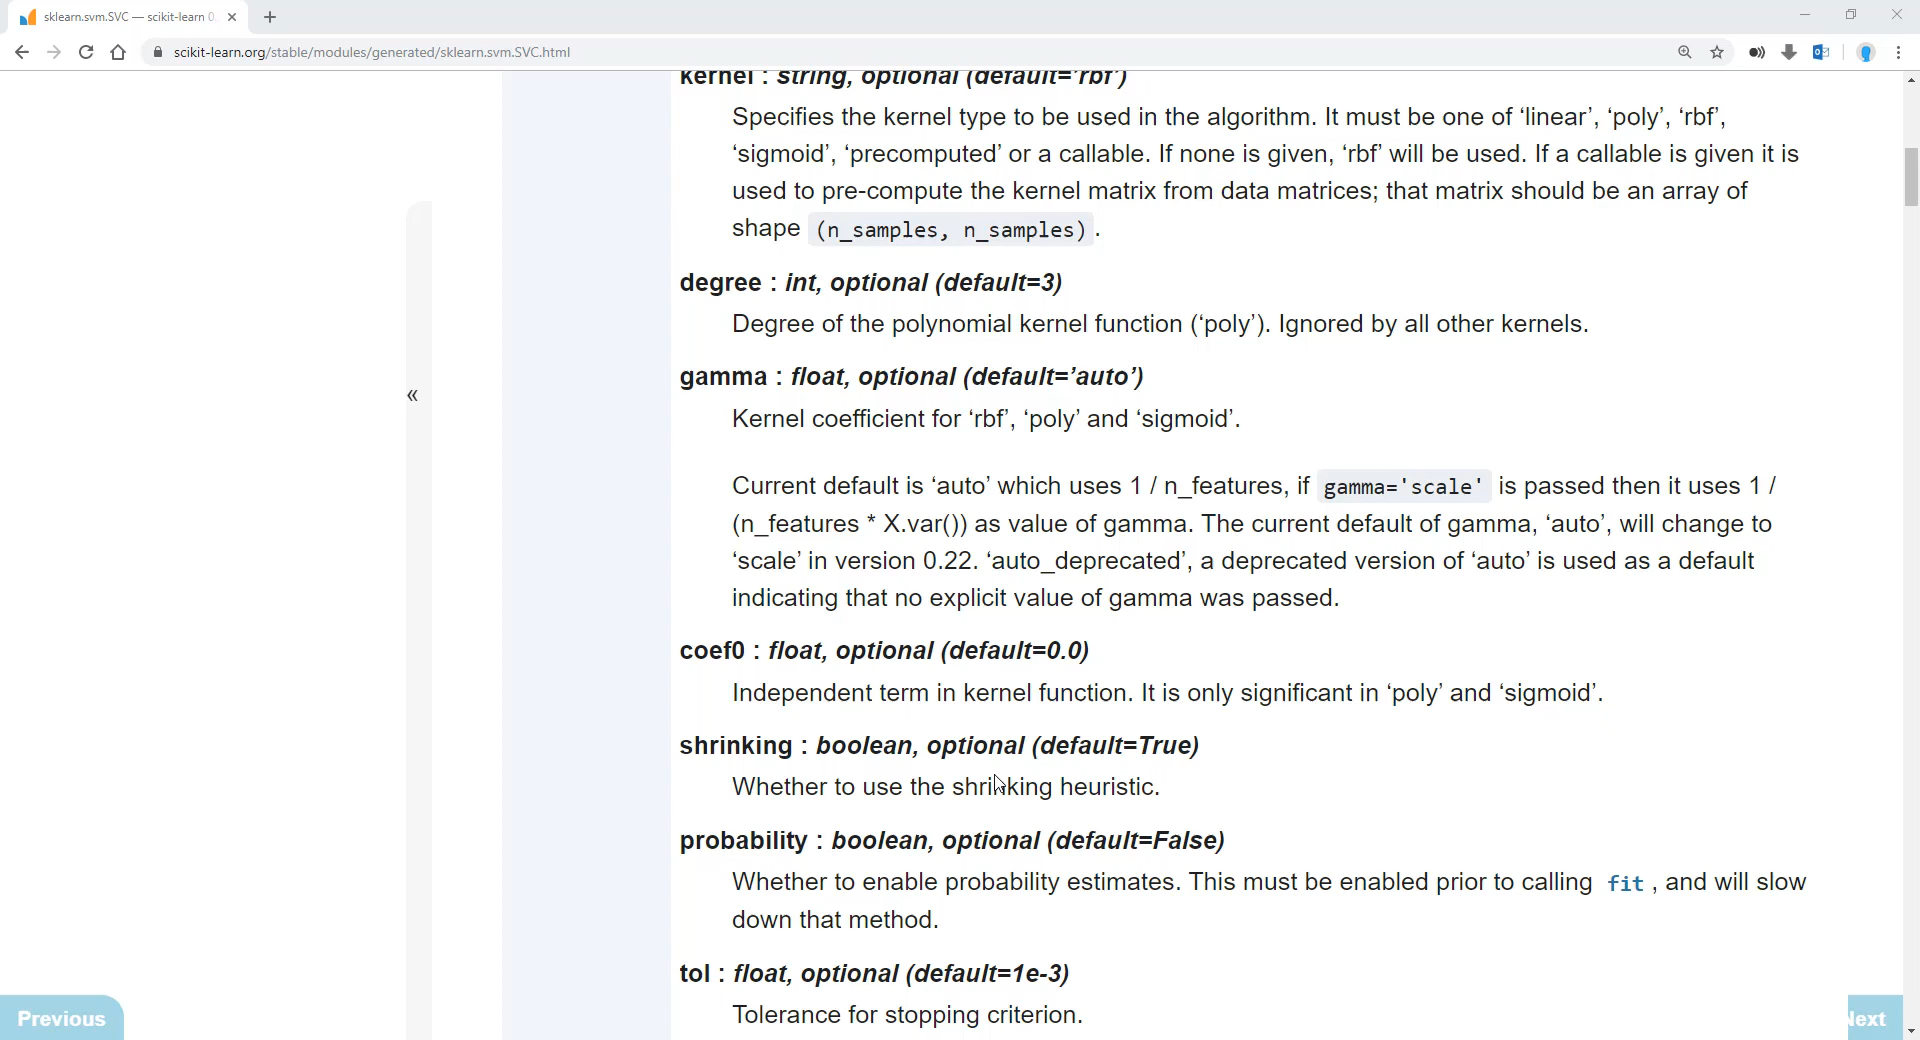 sklearn.svm.SVC — scikit-learn 0.
scikit-learn.org/stable/modules/generated/sklearn.svm.SVC.html
kernel : string, optional (default='rbf')
Specifies the kernel type to be used in the algorithm. It must be one of ‘linear’, ‘poly’, ‘rbf’,
‘sigmoid’, ‘precomputed’ or a callable. If none is given, ‘rbf’ will be used. If a callable is given it is
used to pre-compute the kernel matrix from data matrices; that matrix should be an array of
shape (n_samples, n_samples).
degree : int, optional (default=3)
Degree of the polynomial kernel function (‘poly’). Ignored by all other kernels.
gamma : float, optional (default=’auto’)
Kernel coefficient for ‘rbf’, ‘poly’ and ‘sigmoid’.
«
Current default is ‘auto’ which uses 1 / n_features, if gamma='scale' is passed then it uses 1 /
(n_features * X.var()) as value of gamma. The current default of gamma, ‘auto’, will change to
‘scale’ in version 0.22. ‘auto_deprecated’, a deprecated version of ‘auto’ is used as a default
indicating that no explicit value of gamma was passed.
coef0 : float, optional (default=0.0)
Independent term in kernel function. It is only significant in ‘poly’ and ‘sigmoid’.
shrinking : boolean, optional (default=True)
Whether to use the shrinking heuristic.
probability : boolean, optional (default=False)
Whether to enable probability estimates. This must be enabled prior to calling fit , and will slow
down that method.
tol : float, optional (default=1e-3)
Tolerance for stopping criterion.
Previous
Next